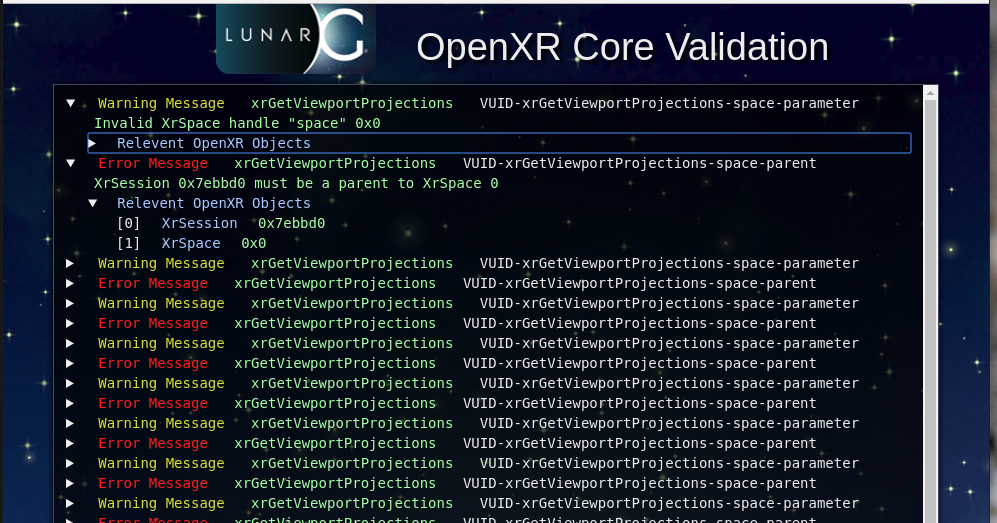 LUNAR G
OpenXR Core Validation
Warning Message xrGetViewportProjections VUID-xrGetViewportProjections-space-parameter
Invalid XrSpace handle "space" 0x0
Relevent OpenXR Objects
Error Message xrGetViewportProjections VUID-xrGetViewportProjections-space-parent
XrSession 0x7ebbd0 must be a parent to XrSpace 0
Relevent OpenXR Objects
[0] XrSession 0x7ebbd0
[1] XrSpace 0x0
Warning Message xrGetViewportProjections VUID-xrGetViewportProjections-space-parameter
Error Message xrGetViewportProjections VUID-xrGetViewportProjections-space-parent
Warning Message xrGetViewportProjections VUID-xrGetViewportProjections-space-parameter
Error Message xrGetViewportProjections VUID-xrGetViewportProjections-space-parent
Warning Message xrGetViewportProjections VUID-xrGetViewportProjections-space-parameter
Error Message xrGetViewportProjections VUID-xrGetViewportProjections-space-parent
Warning Message xrGetViewportProjections VUID-xrGetViewportProjections-space-parameter
Error Message xrGetViewportProjections VUID-xrGetViewportProjections-space-parent
Warning Message xrGetViewportProjections VUID-xrGetViewportProjections-space-parameter
Error Message xrGetViewportProjections VUID-xrGetViewportProjections-space-parent
Warning Message xrGetViewportProjections VUID-xrGetViewportProjections-space-parameter
Error Message xrGetViewportProjections VUID-xrGetViewportProjections-space-parent
Warning Message xrGetViewportProjections VUID-xrGetViewportProjections-space-parameter
Error Message xrGetViewportProjections VUID-xrGetViewportProjections-space-parent